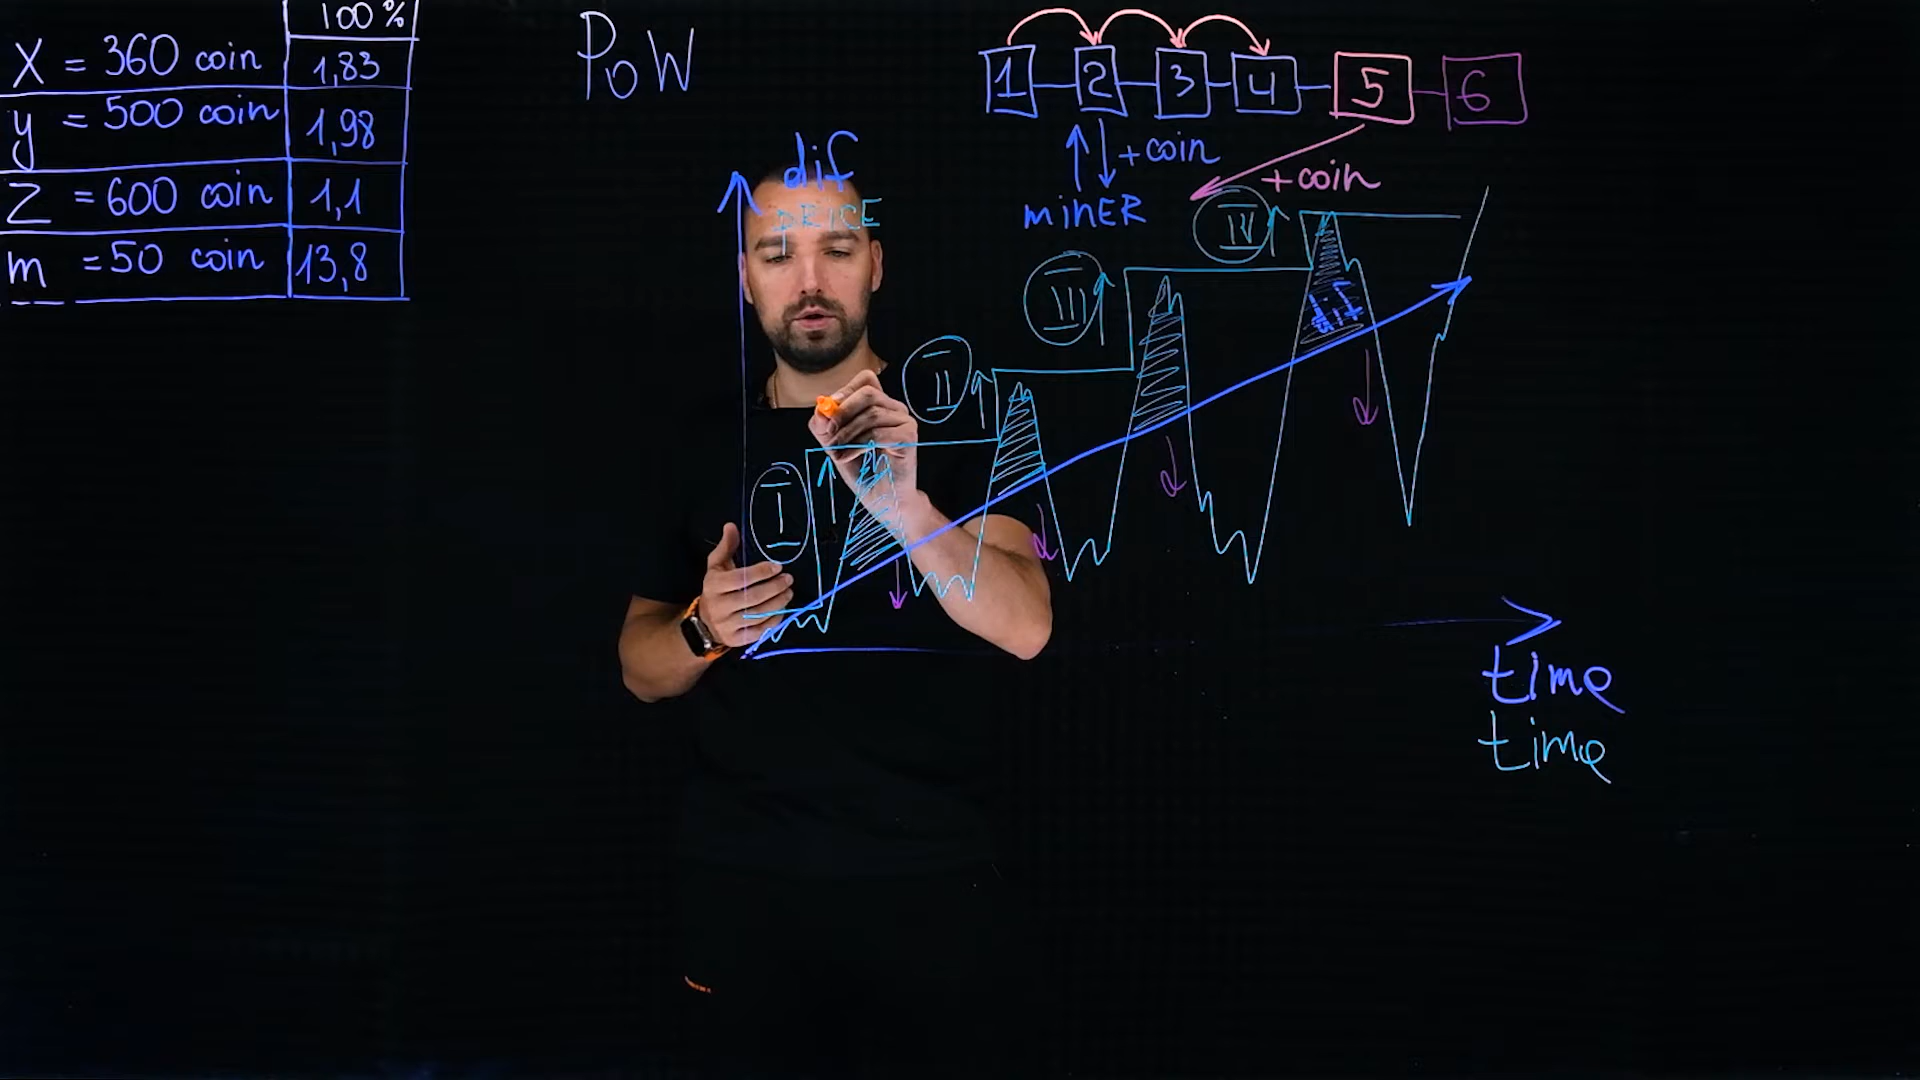 100%
X = 360 coin 1,83
y = 500 coin 1,98
Z = 600 coin 1,1
m = 50 coin 13,8
PoW
1 2 3 4 5 6
+coin
+coin
minER
dif
PRICE
I
II
III
IV
dif
time
time